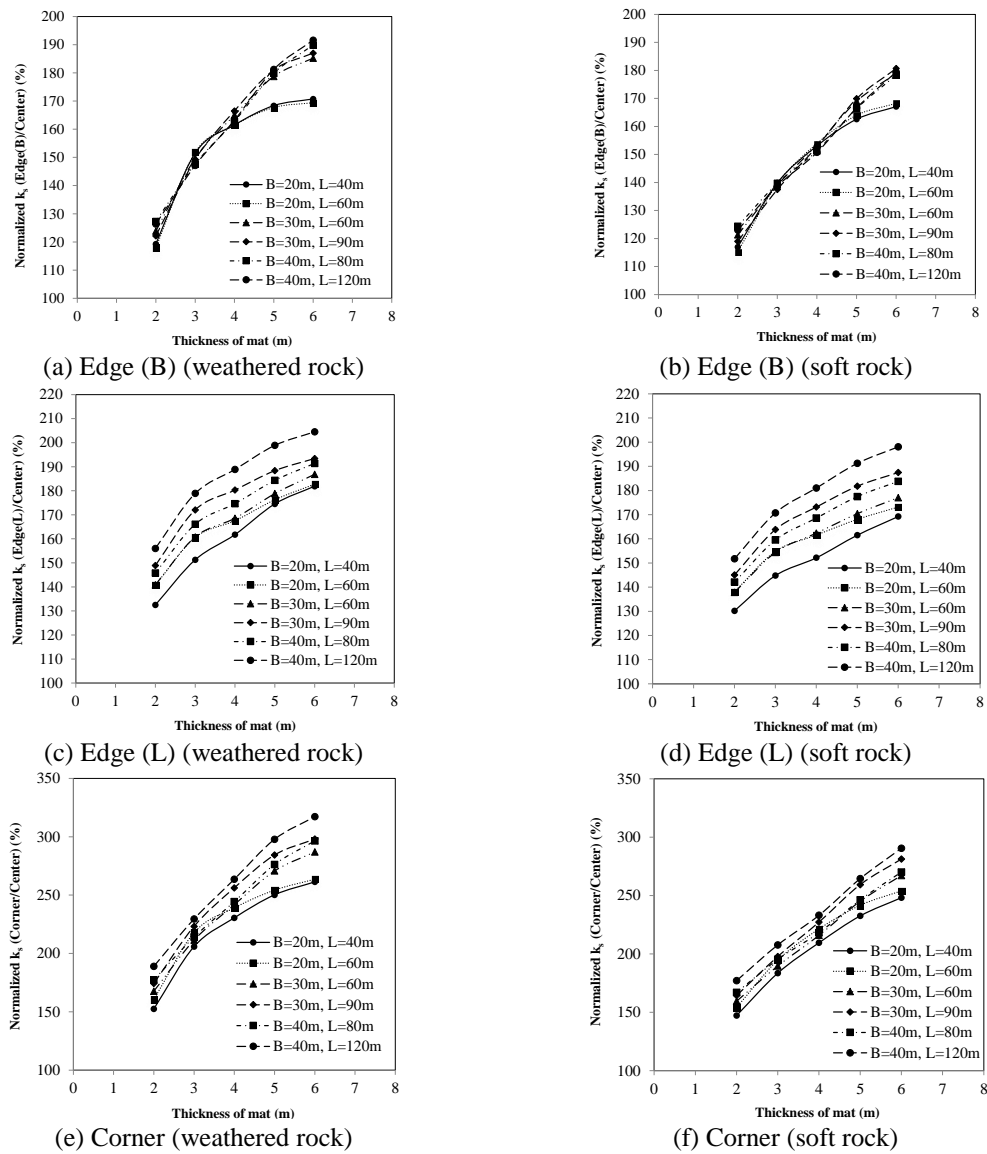 200
190
180
170
160
150
140
130
120
110
100
0 1 2 3 4 5 6 7 8
Normalized ks (Edge(B)/Center) (%)
Thickness of mat (m)
B=20m, L=40m
B=20m, L=60m
B=30m, L=60m
B=30m, L=90m
B=40m, L=80m
B=40m, L=120m
(a) Edge (B) (weathered rock)
200
190
180
170
160
150
140
130
120
110
100
0 1 2 3 4 5 6 7 8
Normalized ks (Edge(B)/Center) (%)
Thickness of mat (m)
B=20m, L=40m
B=20m, L=60m
B=30m, L=60m
B=30m, L=90m
B=40m, L=80m
B=40m, L=120m
(b) Edge (B) (soft rock)
220
210
200
190
180
170
160
150
140
130
120
110
100
0 1 2 3 4 5 6 7 8
Normalized ks (Edge(L)/Center) (%)
Thickness of mat (m)
B=20m, L=40m
B=20m, L=60m
B=30m, L=60m
B=30m, L=90m
B=40m, L=80m
B=40m, L=120m
(c) Edge (L) (weathered rock)
220
210
200
190
180
170
160
150
140
130
120
110
100
0 1 2 3 4 5 6 7 8
Normalized ks (Edge(L)/Center) (%)
Thickness of mat (m)
B=20m, L=40m
B=20m, L=60m
B=30m, L=60m
B=30m, L=90m
B=40m, L=80m
B=40m, L=120m
(d) Edge (L) (soft rock)
350
300
250
200
150
100
0 1 2 3 4 5 6 7 8
Normalized ks (Corner/Center) (%)
Thickness of mat (m)
B=20m, L=40m
B=20m, L=60m
B=30m, L=60m
B=30m, L=90m
B=40m, L=80m
B=40m, L=120m
(e) Corner (weathered rock)
350
300
250
200
150
100
0 1 2 3 4 5 6 7 8
Normalized ks (Corner/Center) (%)
Thickness of mat (m)
B=20m, L=40m
B=20m, L=60m
B=30m, L=60m
B=30m, L=90m
B=40m, L=80m
B=40m, L=120m
(f) Corner (soft rock)